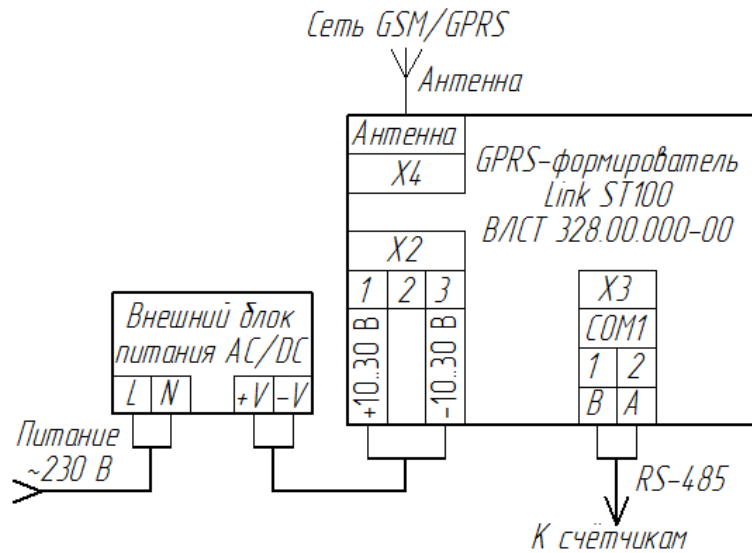 Сеть GSM/GPRS
Антенна
Антенна
X4
GPRS-формирователь
Link ST100
ВЛСТ 328.00.000-00
X2
1 2 3
+10..30 В
-10..30 В
X3
COM1
1 2
B A
Внешний блок
питания AC/DC
L N +V -V
Питание
~230 В
RS-485
К счётчикам